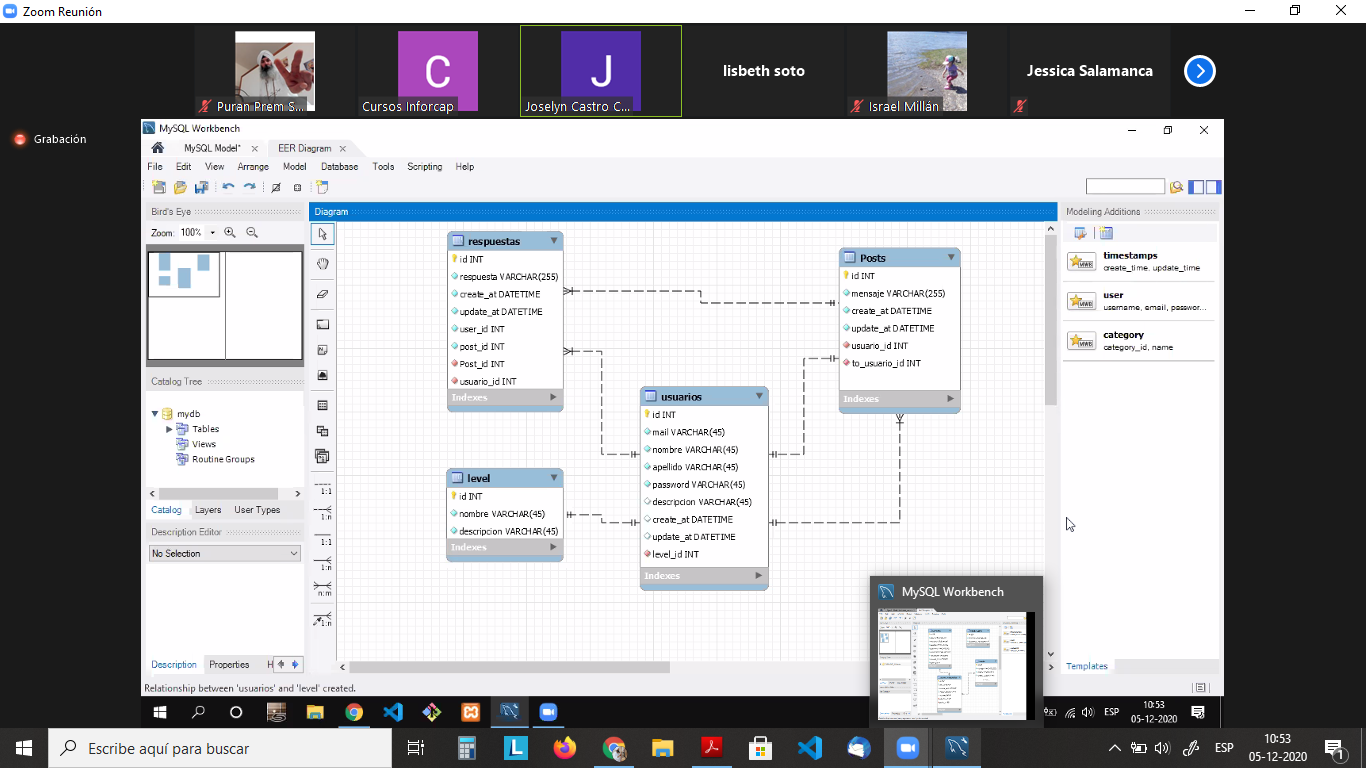 Zoom Reunión
Puran Prem S...
C
Cursos Inforcap
J
Joselyn Castro C...
lisbeth soto
Israel Millán
Jessica Salamanca
Grabación
MySQL Workbench
MySQL Model*
EER Diagram
File Edit View Arrange Model Database Tools Scripting Help
Bird's Eye
Zoom: 100%
Catalog Tree
mydb
Tables
Views
Routine Groups
Catalog Layers User Types
Description Editor
No Selection
Description Properties H
Diagram
1:1
1:n
1:1
1:n
n:m
1:n
respuestas
id INT
respuesta VARCHAR(255)
create_at DATETIME
update_at DATETIME
user_id INT
post_id INT
Post_id INT
usuario_id INT
Indexes
level
id INT
nombre VARCHAR(45)
descripcion VARCHAR(45)
Indexes
usuarios
id INT
mail VARCHAR(45)
nombre VARCHAR(45)
apellido VARCHAR(45)
password VARCHAR(45)
descripcion VARCHAR(45)
create_at DATETIME
update_at DATETIME
level_id INT
Indexes
Posts
id INT
mensaje VARCHAR(255)
create_at DATETIME
update_at DATETIME
usuario_id INT
to_usuario_id INT
Indexes
Modeling Additions
timestamps
create_time, update_time
user
username, email, passwor...
category
category_id, name
Templates
MySQL Workbench
Relationship between 'usuarios' and 'level' created.
ESP
10:53
05-12-2020
Escribe aquí para buscar
L
ESP
10:53
05-12-2020
1